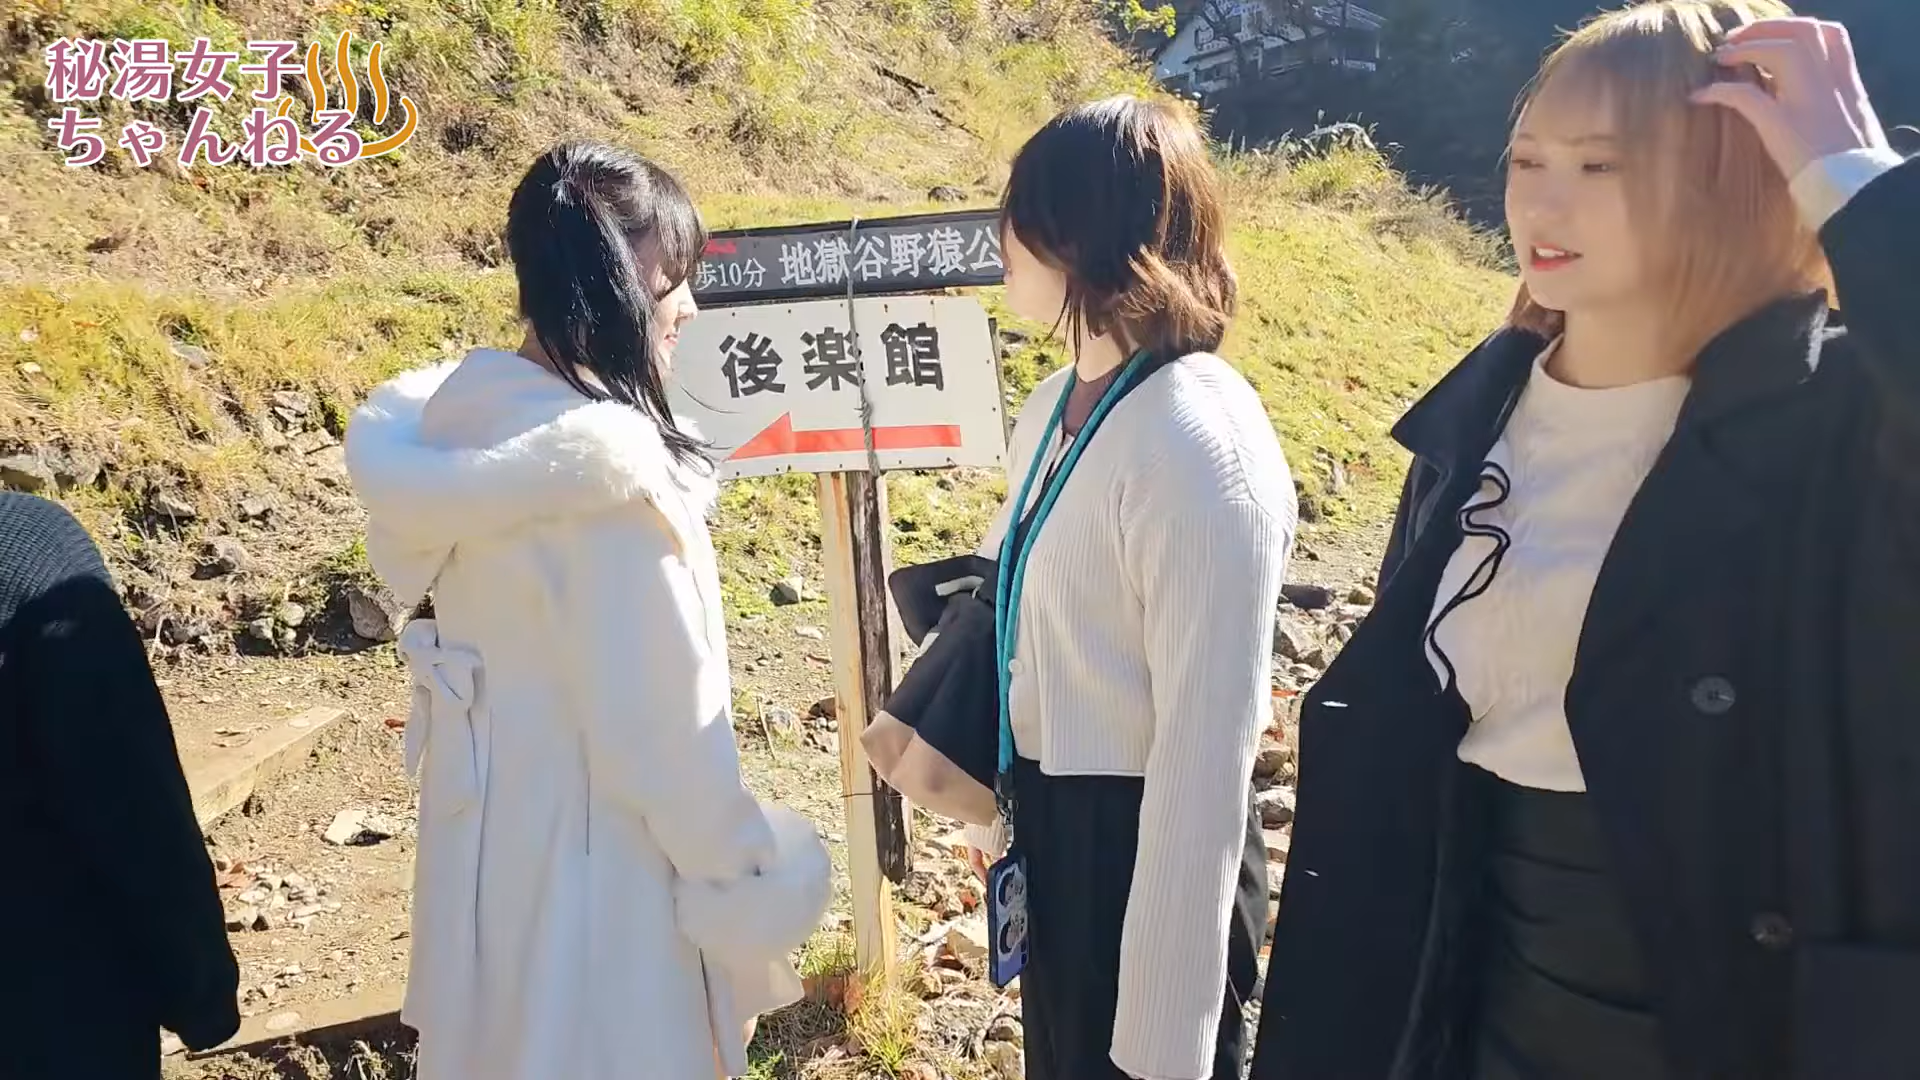 秘湯女子
ちゃんねる
歩10分 地獄谷野猿公
後楽館